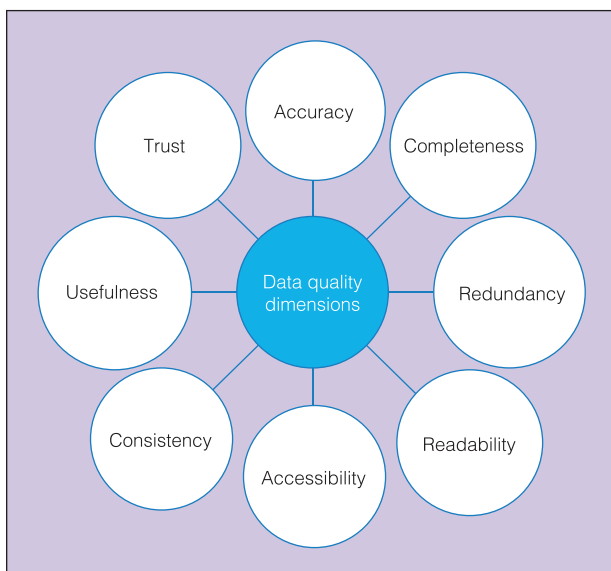 Accuracy
Trust
Completeness
Data quality
dimensions
Usefulness
Redundancy
Consistency
Readability
Accessibility